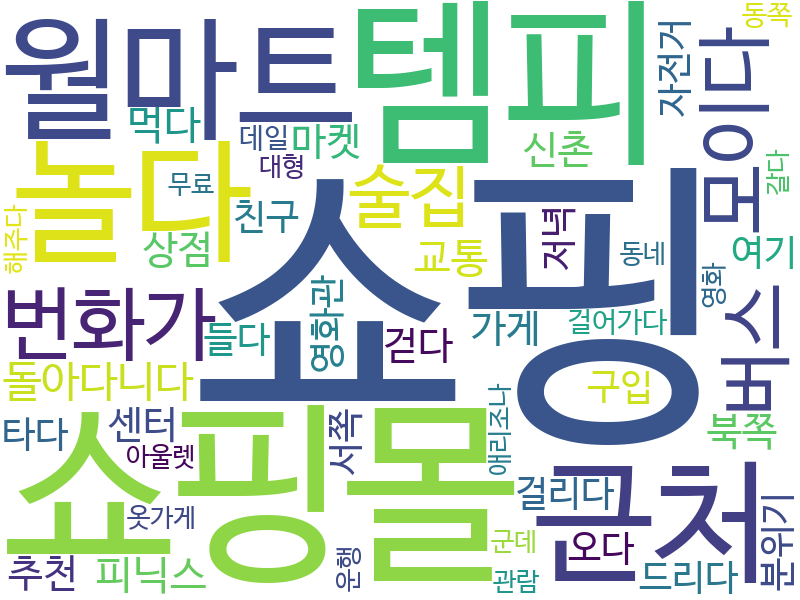 월마트
템피
동쪽
자전거
모이다
먹다
데일
마켓
신촌
대형
갈다
놀다
무료
술집
친구
쇼핑
해주다
상점
교통
저녁
동네
여기
영화
번화가
들다
영화관
걷다
가게
걸어가다
버스
돌아다니다
구입
쇼핑몰
타다
센터
서쪽
애리조나
북쪽
아울렛
근처
걸리다
옷가게
분위기
군데
오다
추천
피닉스
운행
관람
드리다